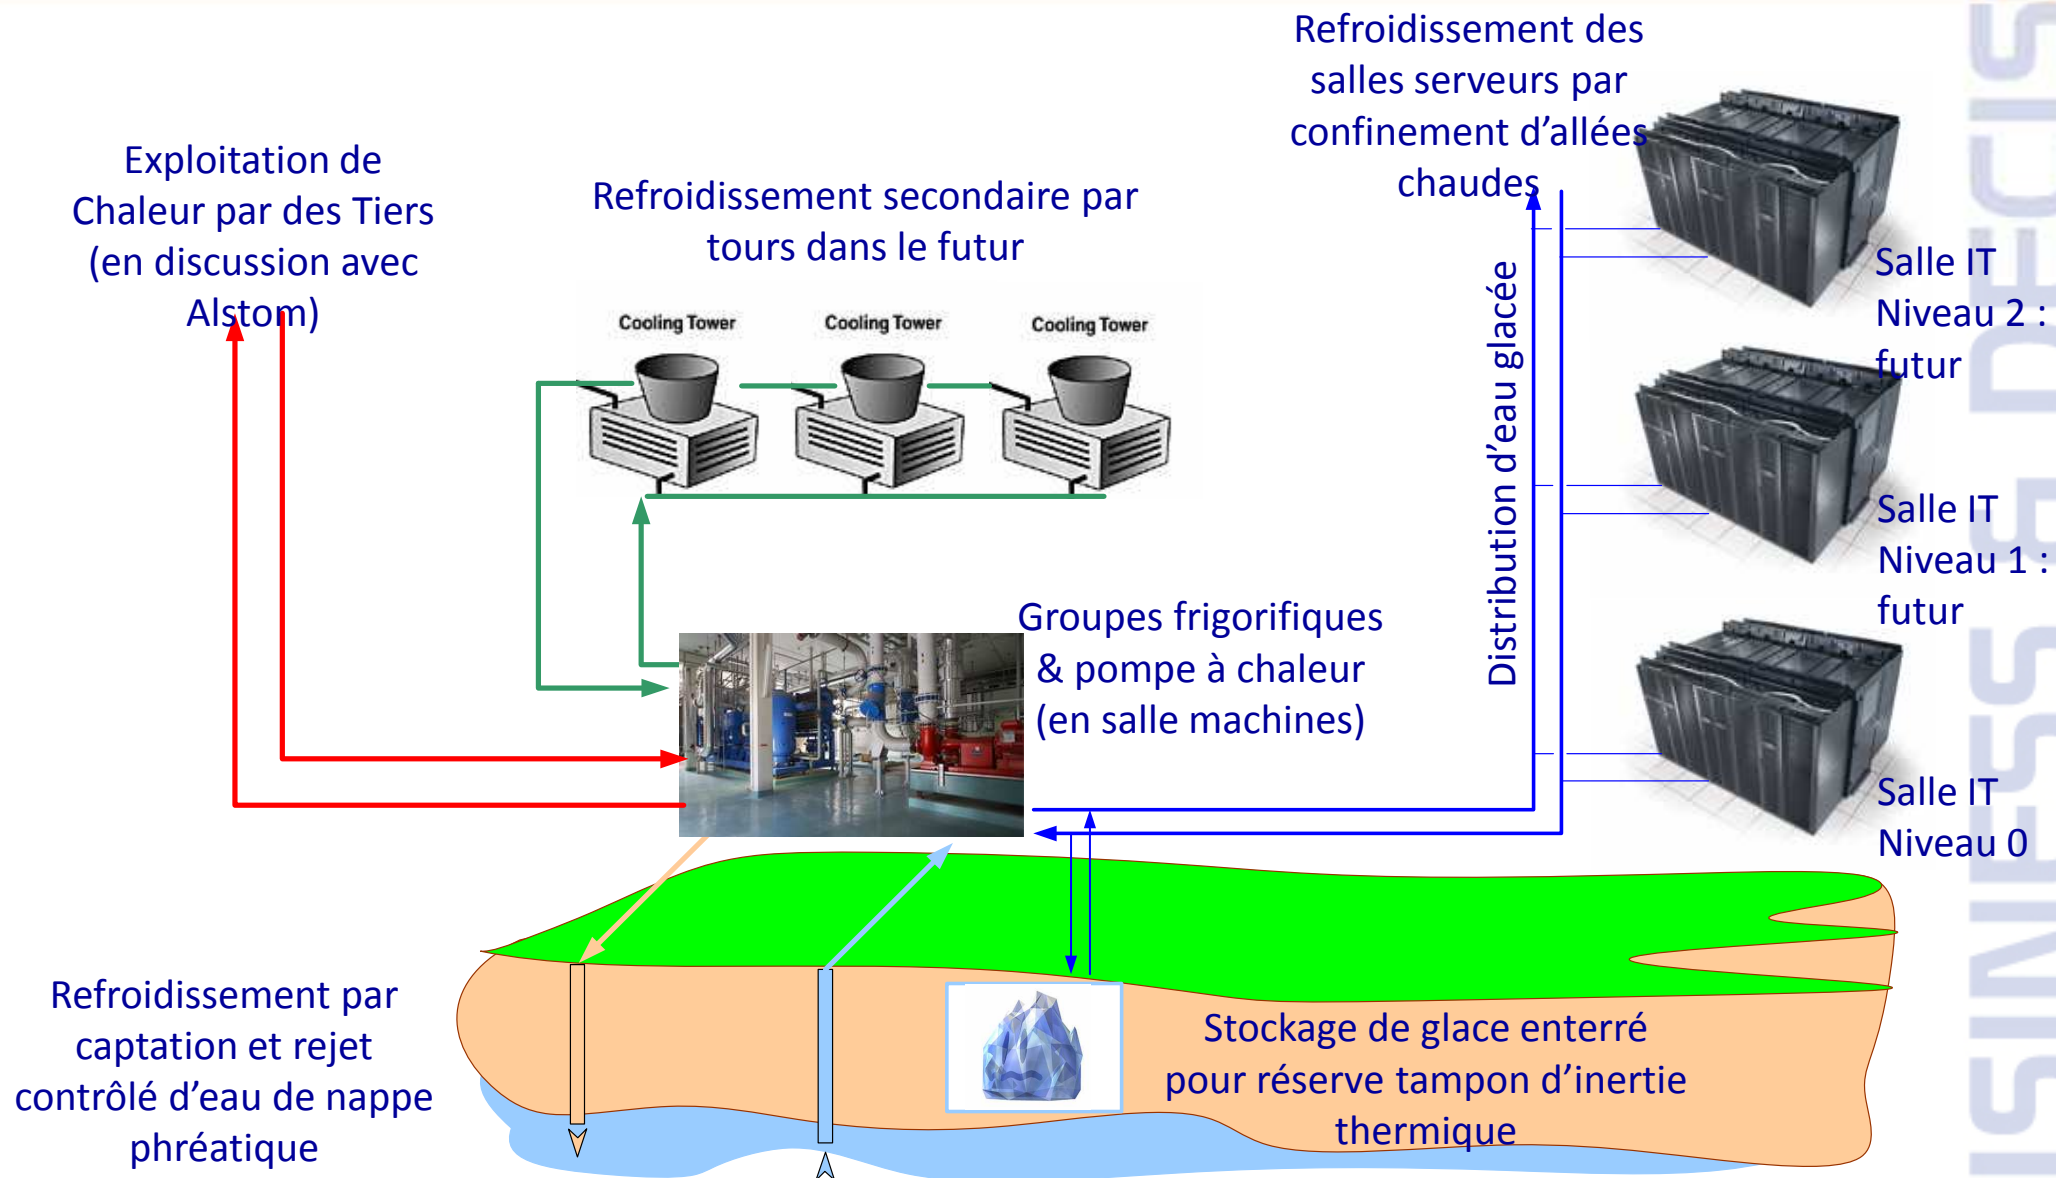 Refroidissement des
salles serveurs par
confinement d'allées
chaudes
Exploitation de
Chaleur par des Tiers
(en discussion avec
Alstom)
Refroidissement secondaire par
tours dans le futur
Cooling Tower
Cooling Tower
Cooling Tower
Distribution d'eau glacée
Salle IT
Niveau 2 :
futur
Salle IT
Niveau 1 :
futur
Groupes frigorifiques
& pompe à chaleur
(en salle machines)
Salle IT
Niveau 0
Refroidissement par
captation et rejet
contrôlé d'eau de nappe
phréatique
Stockage de glace enterré
pour réserve tampon d'inertie
thermique
USINESS & DECIS